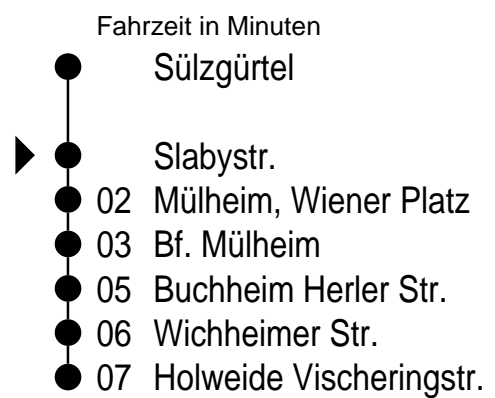 Fahrzeit in Minuten
Sülzgürtel
Slabystr.
02 Mülheim, Wiener Platz
03 Bf. Mülheim
05 Buchheim Herler Str.
06 Wichheimer Str.
07 Holweide Vischeringstr.